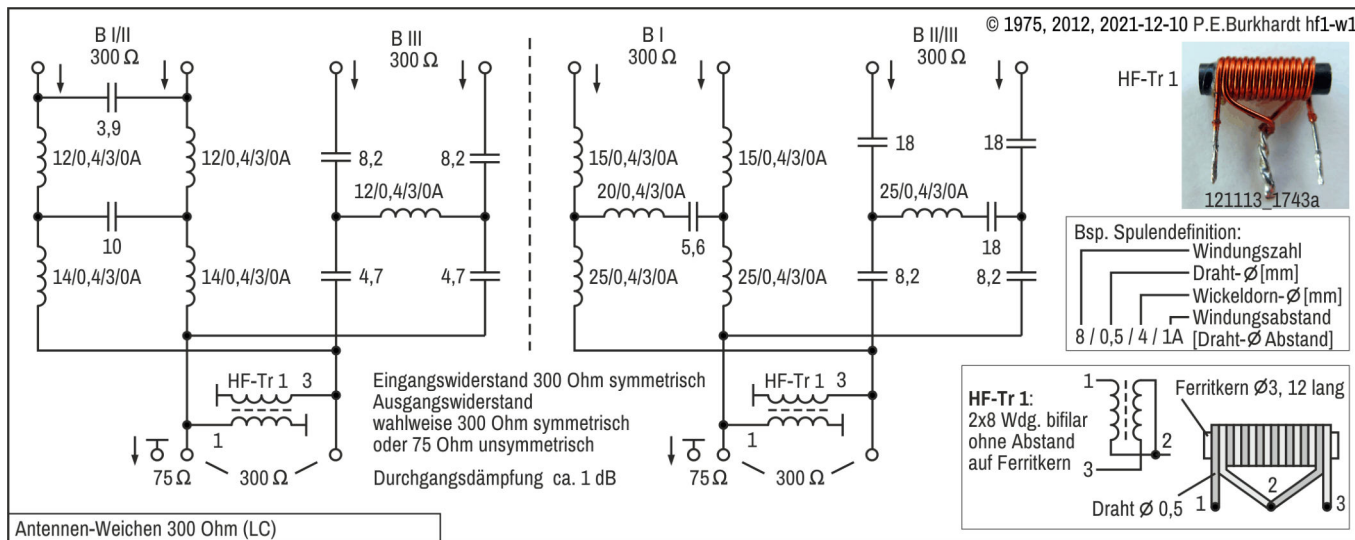 © 1975, 2012, 2021-12-10 P.E.Burkhardt hf1-w1
B I/II
300 Ω
B III
300 Ω
B I
300 Ω
B II/III
300 Ω
HF-Tr 1
3,9
12/0,4/3/0A
12/0,4/3/0A
8,2
8,2
12/0,4/3/0A
10
14/0,4/3/0A
14/0,4/3/0A
4,7
4,7
15/0,4/3/0A
15/0,4/3/0A
20/0,4/3/0A
5,6
25/0,4/3/0A
25/0,4/3/0A
18
18
25/0,4/3/0A
18
8,2
8,2
121113_1743a
Bsp. Spulendefinition:
Windungszahl
Draht-Ø [mm]
Wickeldorn-Ø [mm]
Windungsabstand
8 / 0,5 / 4 / 1A [Draht-Ø Abstand]
HF-Tr 1 3
1
75 Ω
300 Ω
Eingangswiderstand 300 Ohm symmetrisch
Ausgangswiderstand
wahlweise 300 Ohm symmetrisch
oder 75 Ohm unsymmetrisch
Durchgangsdämpfung ca. 1 dB
HF-Tr 1 3
1
75 Ω
300 Ω
HF-Tr 1:
2x8 Wdg. bifilar
ohne Abstand
auf Ferritkern
1
2
3
Ferritkern Ø3, 12 lang
Draht Ø 0,5
1
2
3
Antennen-Weichen 300 Ohm (LC)